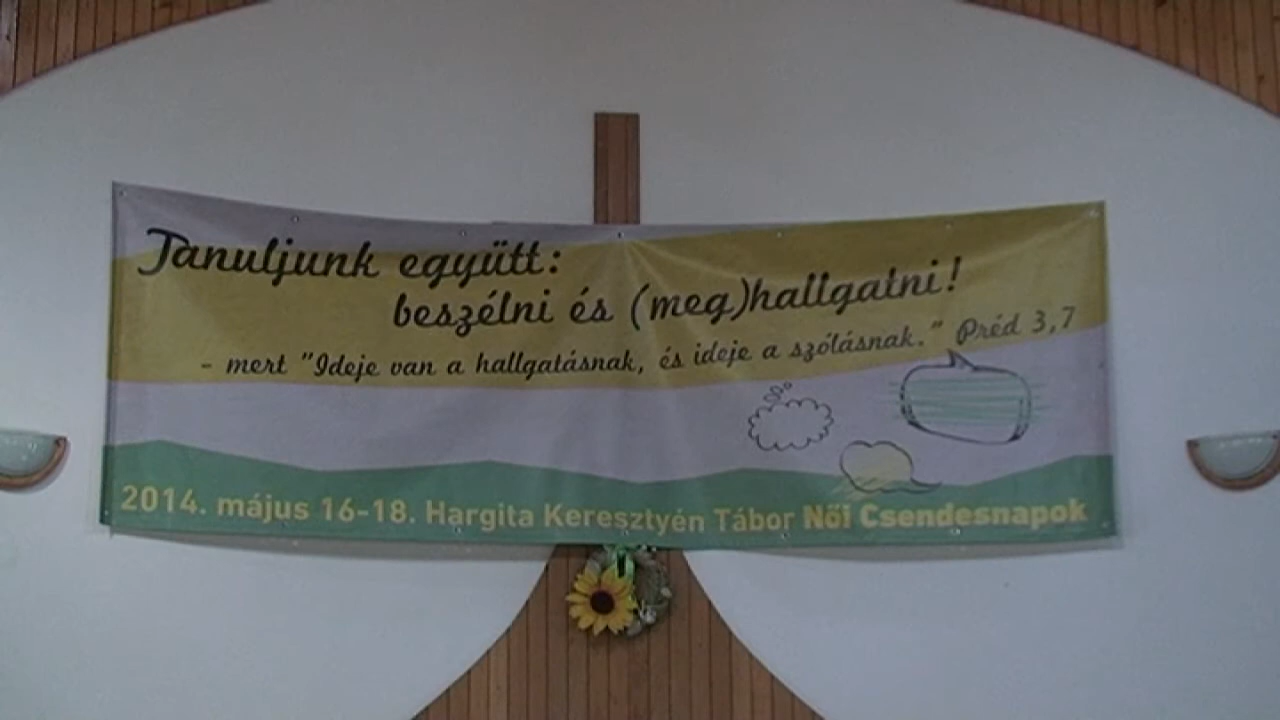 Tanuljunk együtt:
beszélni és (meg)hallgatni!
- mert "Ideje van a hallgatásnak, és ideje a szólásnak." Préd 3,7
2014. május 16-18. Hargita Keresztyén Tábor Női Csendesnapok